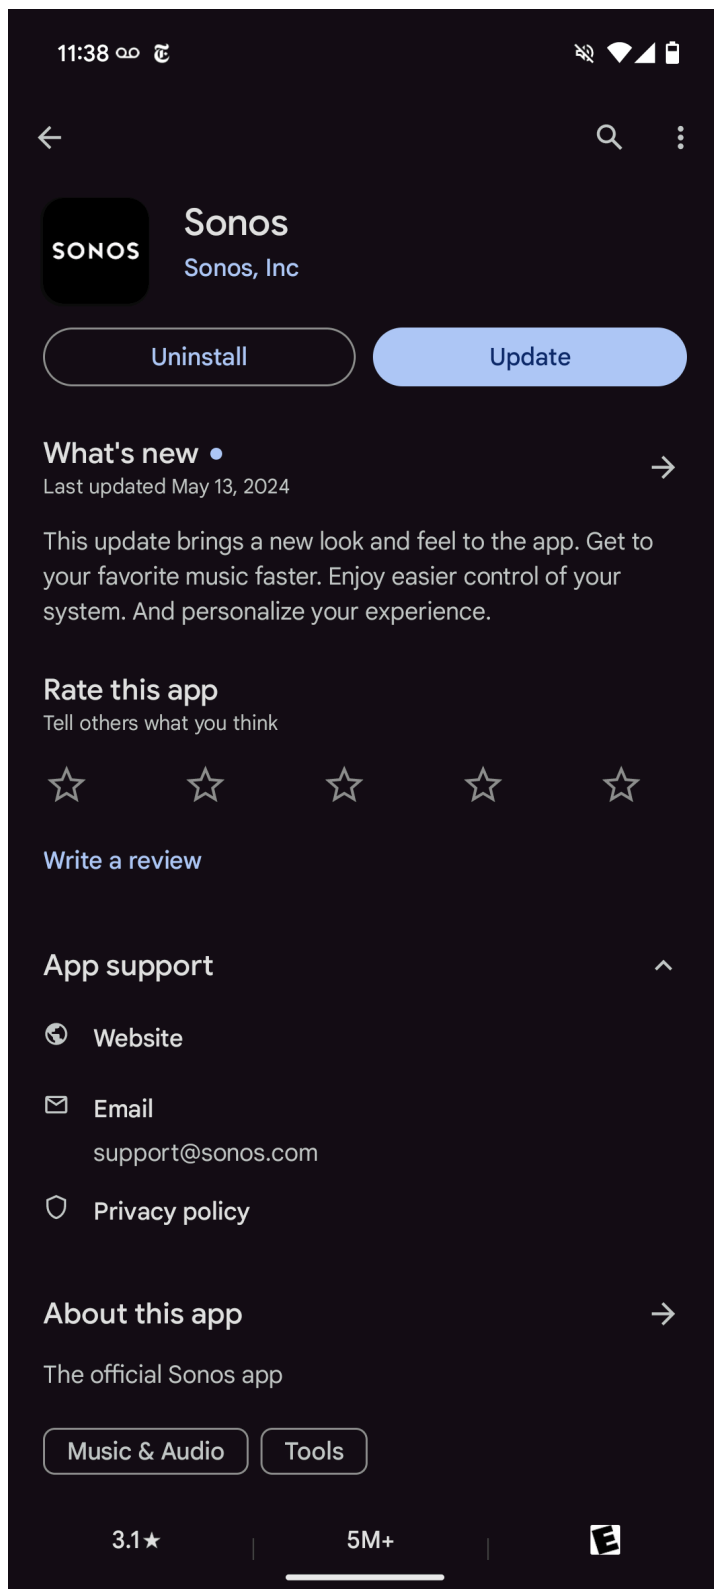 11:38
SONOS
Sonos
Sonos, Inc
Uninstall
Update
What's new
Last updated May 13, 2024
This update brings a new look and feel to the app. Get to
your favorite music faster. Enjoy easier control of your
system. And personalize your experience.
Rate this app
Tell others what you think
Write a review
App support
Website
Email
support@sonos.com
Privacy policy
About this app
The official Sonos app
Music & Audio
Tools
3.1★
5M+
E